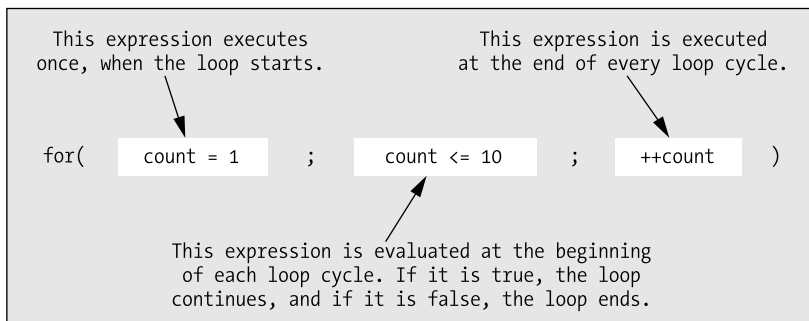 This expression executes
once, when the loop starts.
This expression is executed
at the end of every loop cycle.
for( count = 1 ; count <= 10 ; ++count )
This expression is evaluated at the beginning
of each loop cycle. If it is true, the loop
continues, and if it is false, the loop ends.